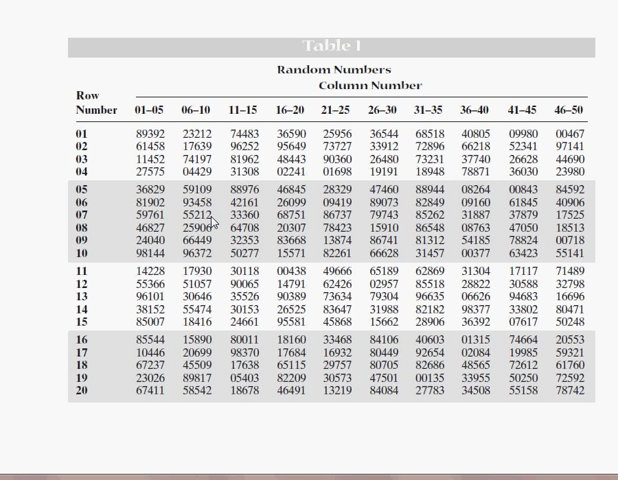 Table I
Random Numbers
Column Number
Row
Number 01–05 06–10 11–15 16–20 21–25 26–30 31–35 36–40 41–45 46–50
01 89392 23212 74483 36590 25956 36544 68518 40805 09980 00467
02 61458 17639 96252 95649 73727 33912 72896 66218 52341 97141
03 11452 74197 81962 48443 90360 26480 73231 37740 26628 44690
04 27575 04429 31308 02241 01698 19191 18948 78871 36030 23980
05 36829 59109 88976 46845 28329 47460 88944 08264 00843 84592
06 81902 93458 42161 26099 09419 89073 82849 09160 61845 40906
07 59761 55212 33360 68751 86737 79743 85262 31887 37879 17525
08 46827 25906 64708 20307 78423 15910 86548 08763 47050 18513
09 24040 66449 32353 83668 13874 86741 81312 54185 78824 00718
10 98144 96372 50277 15571 82261 66628 31457 00377 63423 55141
11 14228 17930 30118 00438 49666 65189 62869 31304 17117 71489
12 55366 51057 90065 14791 62426 02957 85518 28822 30588 32798
13 96101 30646 35526 90389 73634 79304 96635 06626 94683 16696
14 38152 55474 30153 26525 83647 31988 82182 98377 33802 80471
15 85007 18416 24661 95581 45868 15662 28906 36392 07617 50248
16 85544 15890 80011 18160 33468 84106 40603 01315 74664 20553
17 10446 20699 98370 17684 16932 80449 92654 02084 19985 59321
18 67237 45509 17638 65115 29757 80705 82686 48565 72612 61760
19 23026 89817 05403 82209 30573 47501 00135 33955 50250 72592
20 67411 58542 18678 46491 13219 84084 27783 34508 55158 78742